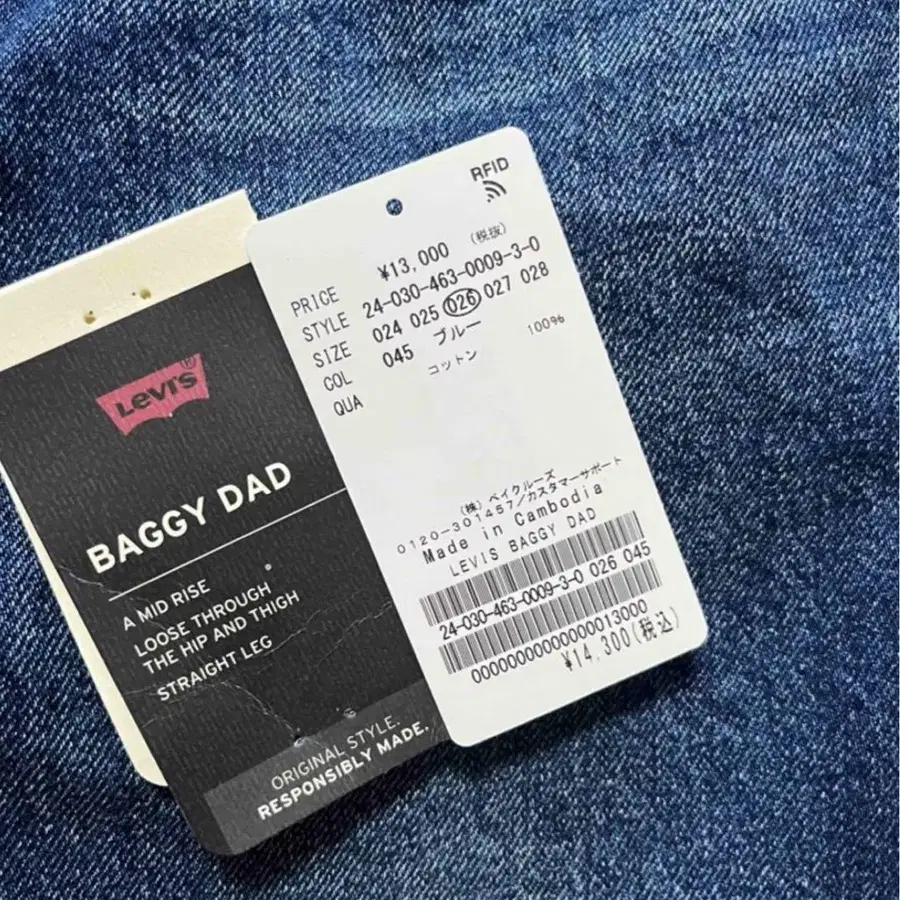 Levi's®
BAGGY DAD
A MID RISE
LOOSE THROUGH
THE HIP AND THIGH
STRAIGHT LEG
ORIGINAL STYLE.
RESPONSIBLY MADE.
RFID
PRICE ¥13,000 (税抜)
STYLE 24-030-463-0009-3-0
SIZE 024 025 026 027 028
COL 045 ブルー
QUA コットン 100%
(株) ベイクルーズ
0120-301457/カスタマーサポート
Made in Cambodia
LEVIS BAGGY DAD
24-030-463-0009-3-0 026 045
0000000000000013000
¥14,300(税込)